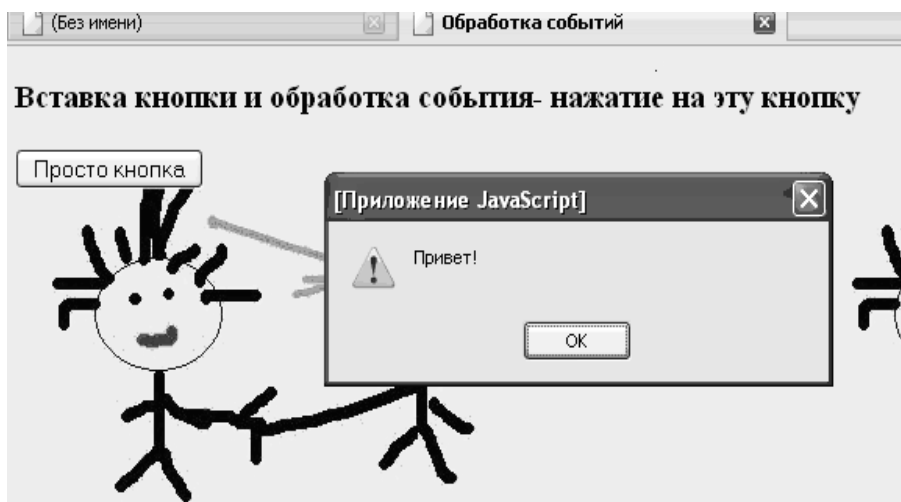 (Без имени)
Обработка событий
Вставка кнопки и обработка события- нажатие на эту кнопку
Просто кнопка
[Приложение JavaScript]
Привет!
OK